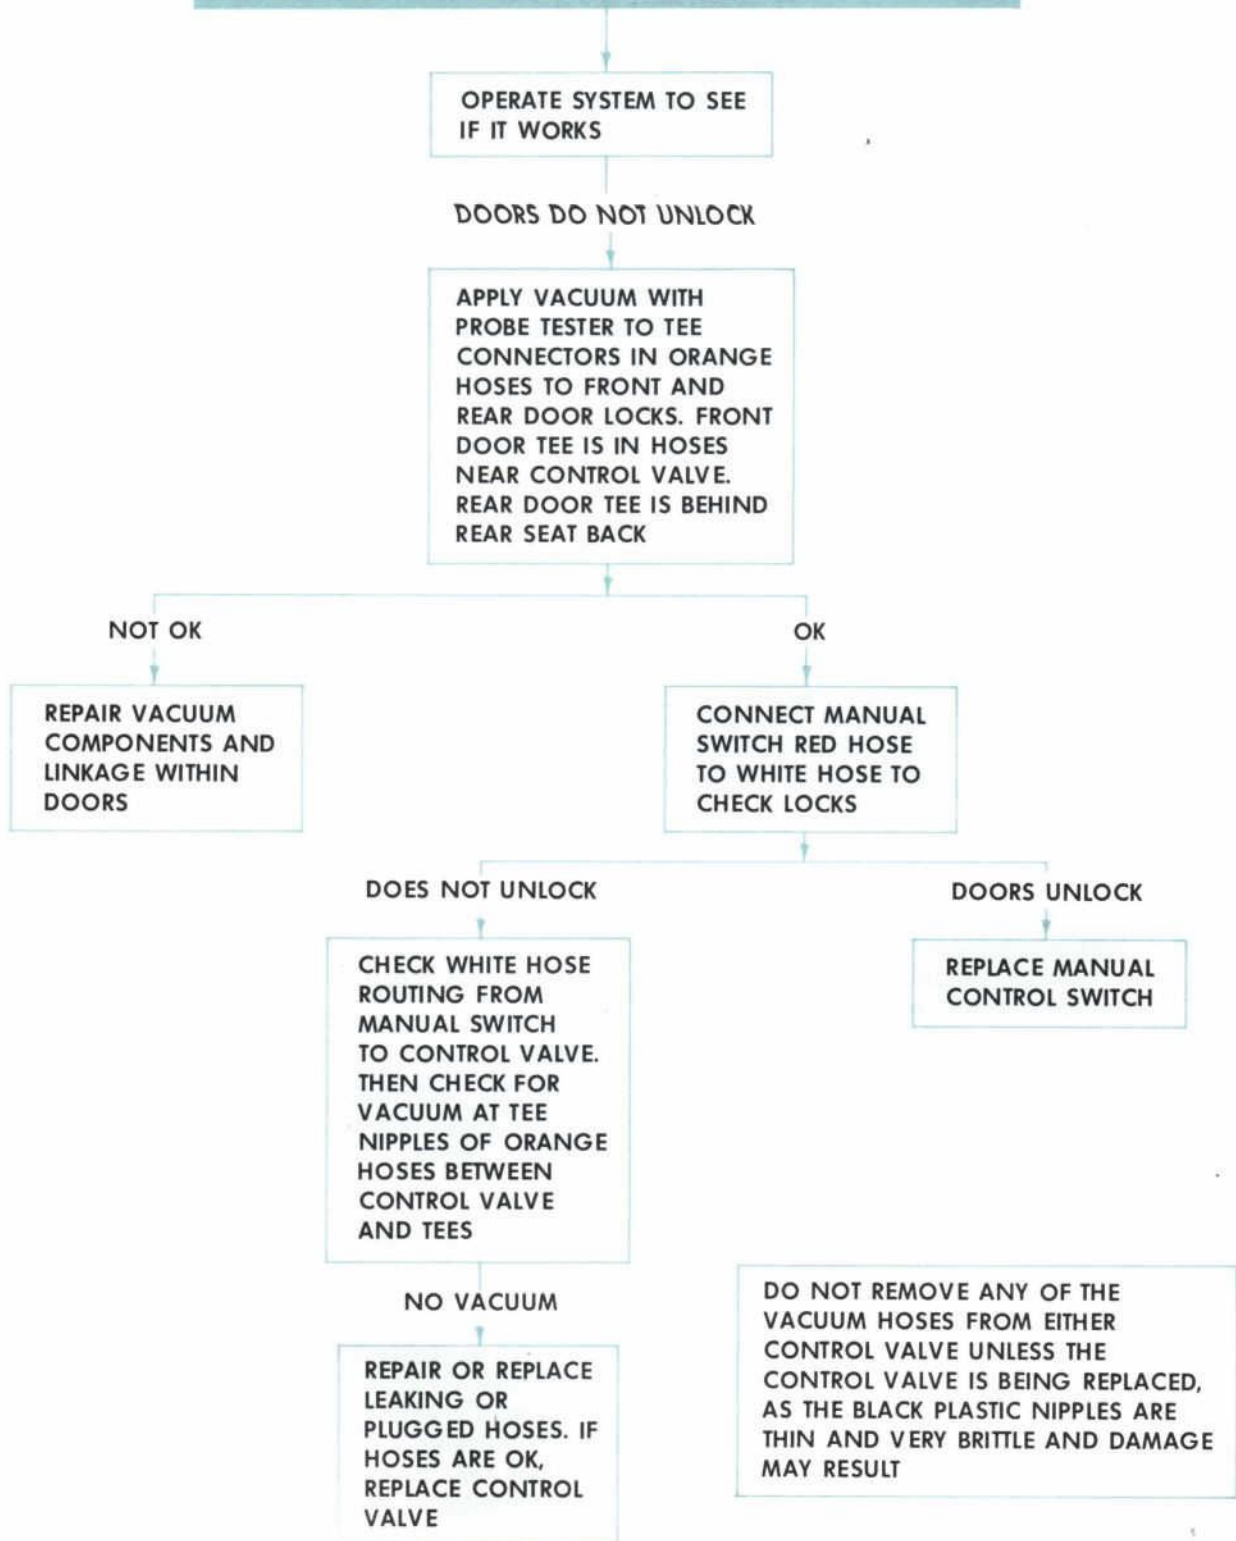 OPERATE SYSTEM TO SEE
IF IT WORKS
DOORS DO NOT UNLOCK
APPLY VACUUM WITH
PROBE TESTER TO TEE
CONNECTORS IN ORANGE
HOSES TO FRONT AND
REAR DOOR LOCKS. FRONT
DOOR TEE IS IN HOSES
NEAR CONTROL VALVE.
REAR DOOR TEE IS BEHIND
REAR SEAT BACK
NOT OK
OK
REPAIR VACUUM
COMPONENTS AND
LINKAGE WITHIN
DOORS
CONNECT MANUAL
SWITCH RED HOSE
TO WHITE HOSE TO
CHECK LOCKS
DOES NOT UNLOCK
DOORS UNLOCK
CHECK WHITE HOSE
ROUTING FROM
MANUAL SWITCH
TO CONTROL VALVE.
THEN CHECK FOR
VACUUM AT TEE
NIPPLES OF ORANGE
HOSES BETWEEN
CONTROL VALVE
AND TEES
REPLACE MANUAL
CONTROL SWITCH
NO VACUUM
REPAIR OR REPLACE
LEAKING OR
PLUGGED HOSES. IF
HOSES ARE OK,
REPLACE CONTROL
VALVE
DO NOT REMOVE ANY OF THE
VACUUM HOSES FROM EITHER
CONTROL VALVE UNLESS THE
CONTROL VALVE IS BEING REPLACED,
AS THE BLACK PLASTIC NIPPLES ARE
THIN AND VERY BRITTLE AND DAMAGE
MAY RESULT